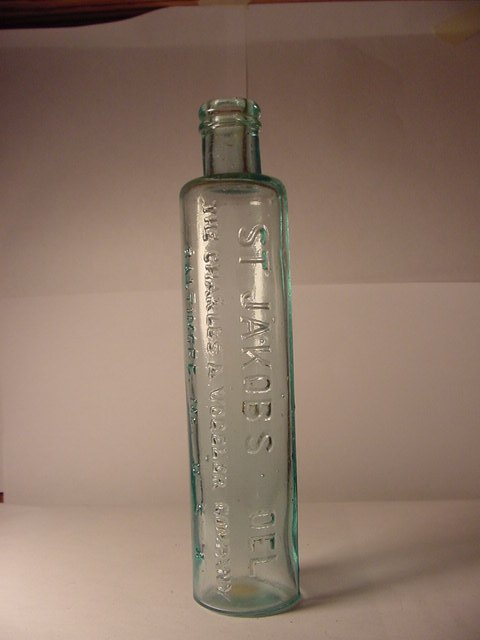 ST JAKOBS OEL
THE CHARLES A VOGELER COMPANY
BALTIMORE MD U.S.A